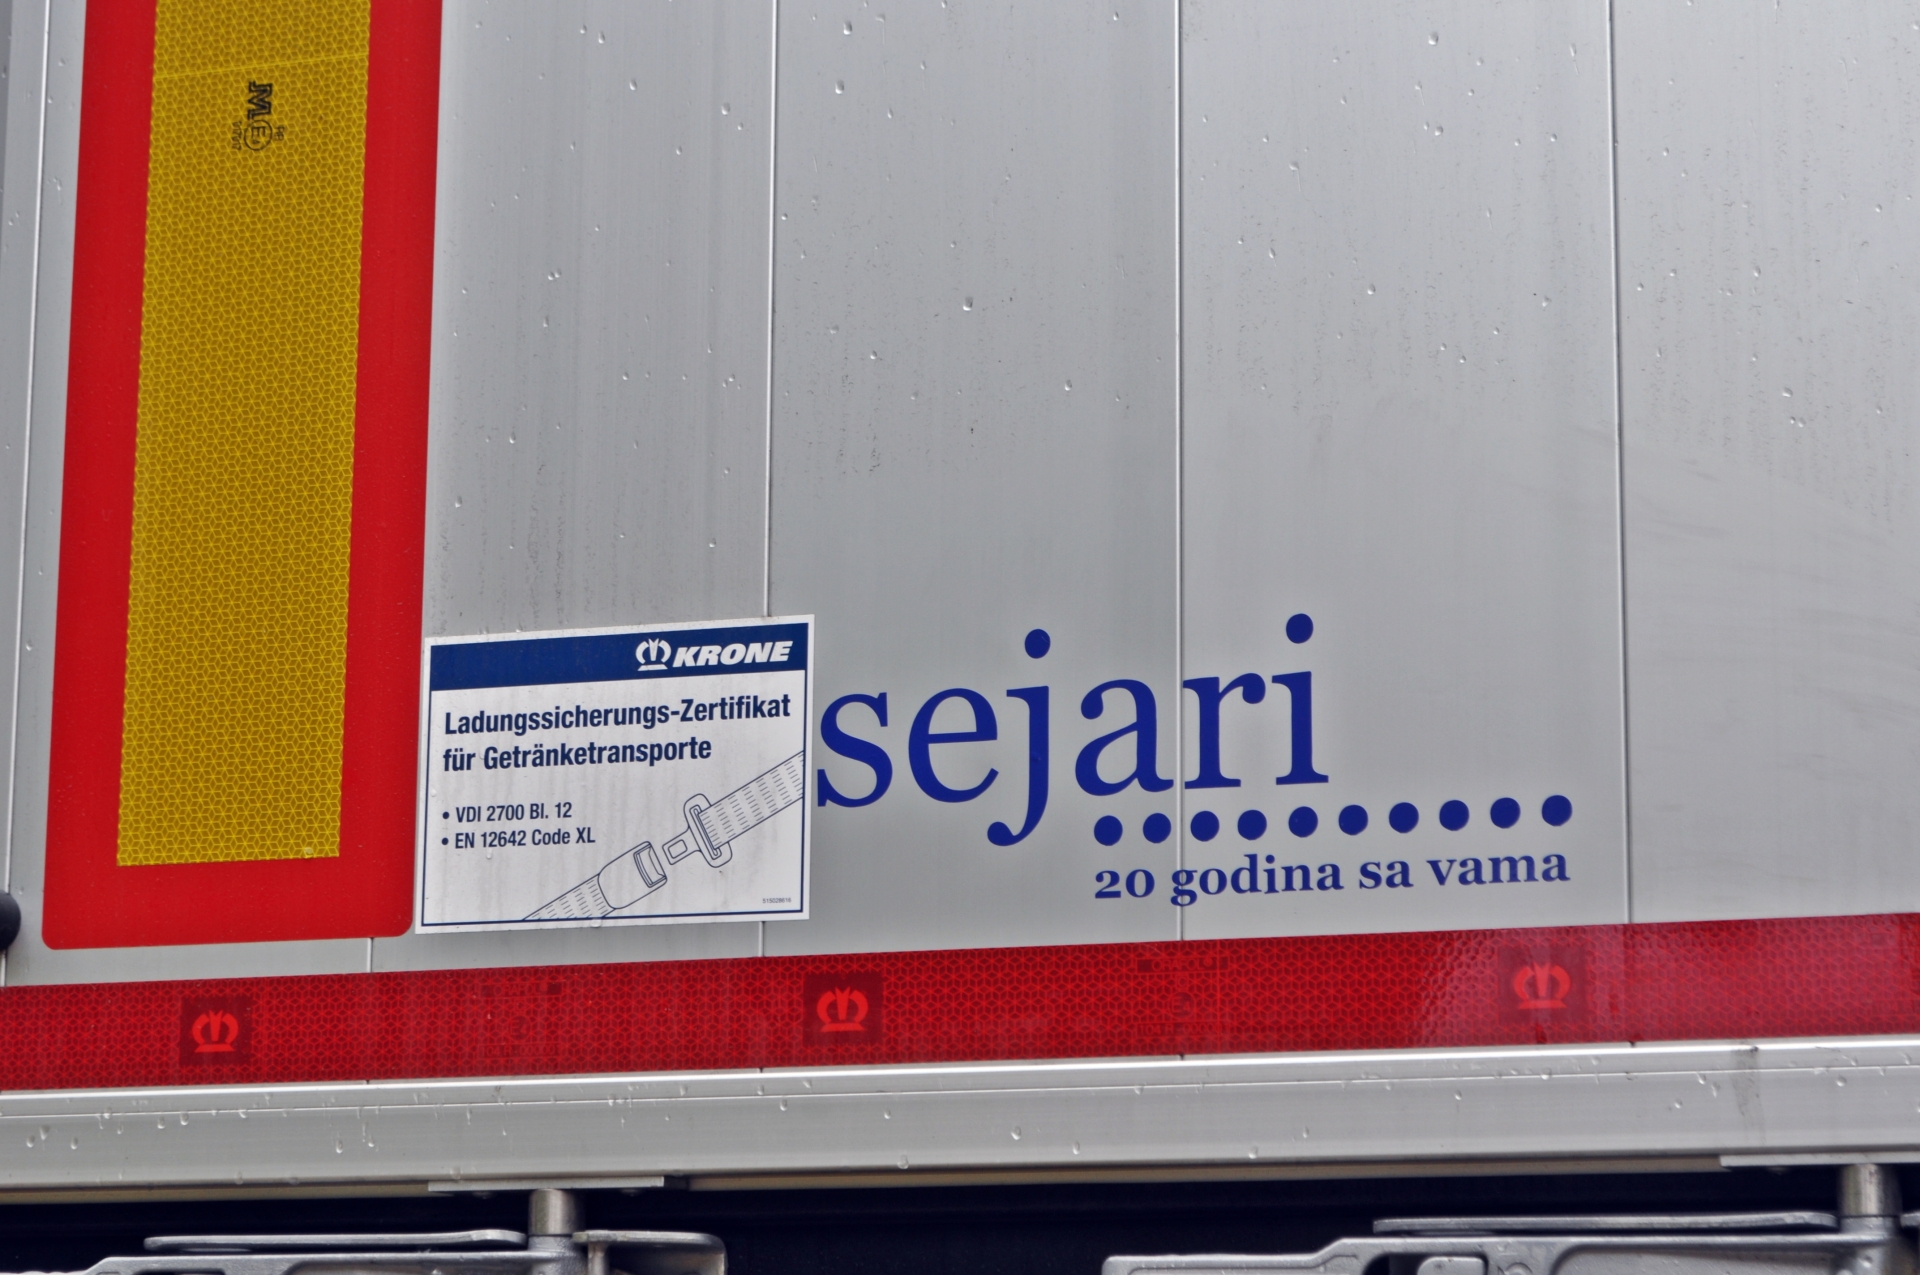 KRONE
Ladungssicherungs-Zertifikat
für Getränketransporte
• VDI 2700 Bl. 12
• EN 12642 Code XL
sejari
20 godina sa vama